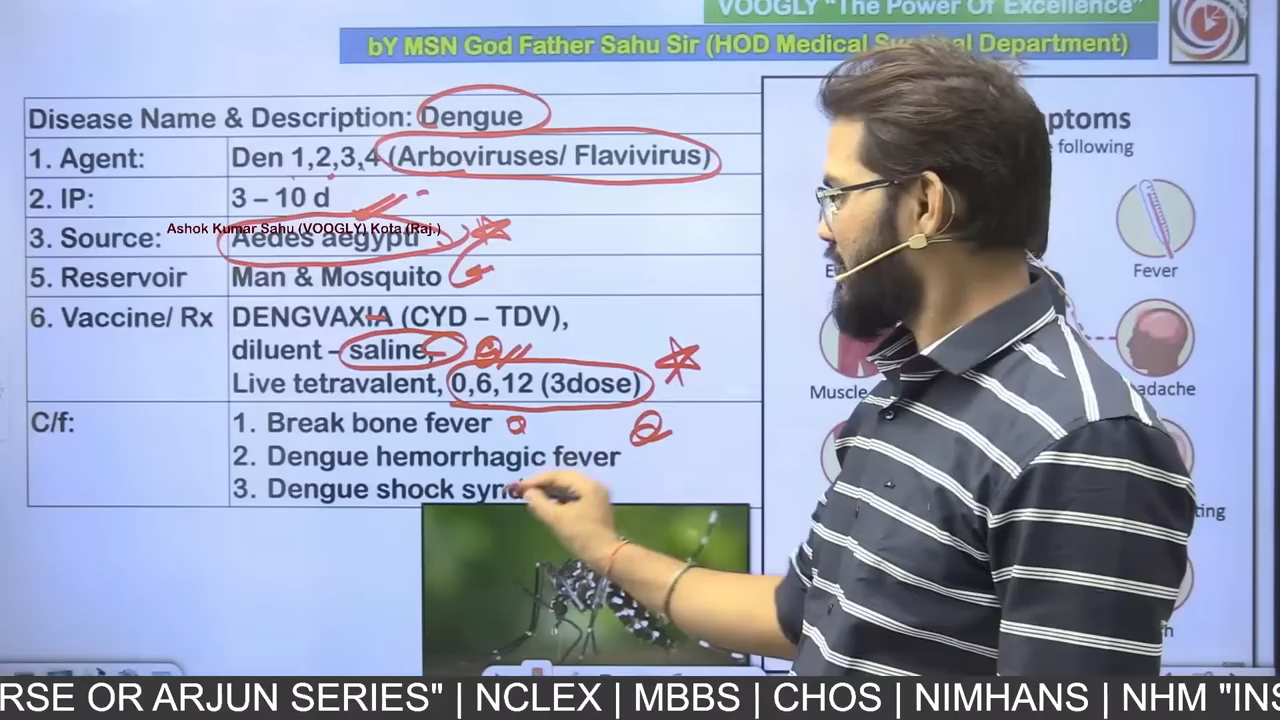 VOOGLY "The Power Of Excellence"
bY MSN God Father Sahu Sir (HOD Medical Surgical Department)
Disease Name & Description: Dengue
1. Agent: Den 1,2,3,4 (Arboviruses/ Flavivirus)
2. IP: 3 – 10 d
Ashok Kumar Sahu (VOOGLY) Kota (Raj.)
3. Source: Aedes aegypti
5. Reservoir Man & Mosquito
6. Vaccine/ Rx DENGVAXIA (CYD – TDV),
diluent – saline,
Live tetravalent, 0,6,12 (3dose)
C/f: 1. Break bone fever
2. Dengue hemorrhagic fever
3. Dengue shock
following
Fever
Muscle
RSE OR ARJUN SERIES" | NCLEX | MBBS | CHOS | NIMHANS | NHM "INS